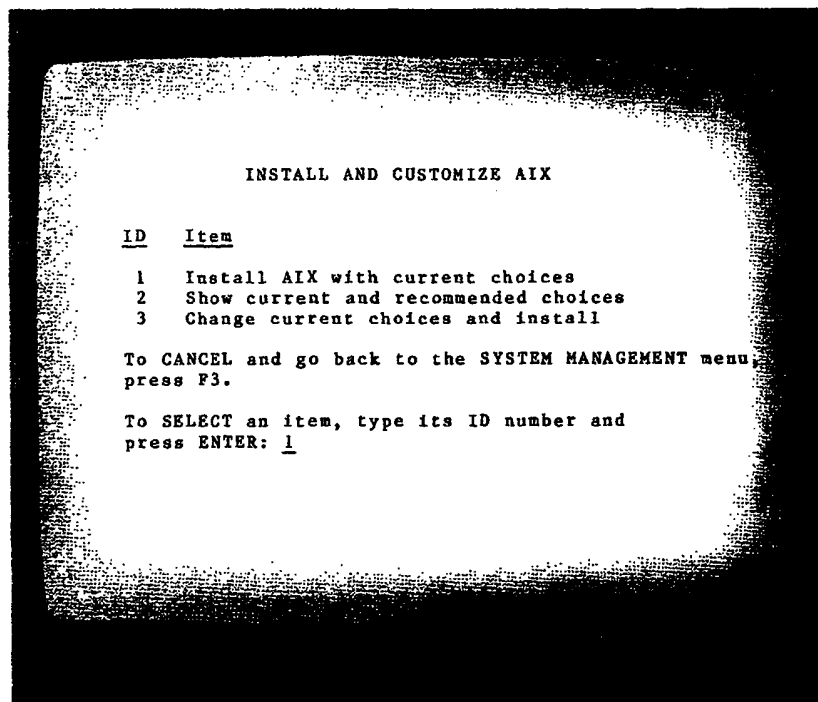 INSTALL AND CUSTOMIZE AIX
ID Item
1 Install AIX with current choices
2 Show current and recommended choices
3 Change current choices and install
To CANCEL and go back to the SYSTEM MANAGEMENT menu,
press F3.
To SELECT an item, type its ID number and
press ENTER: 1